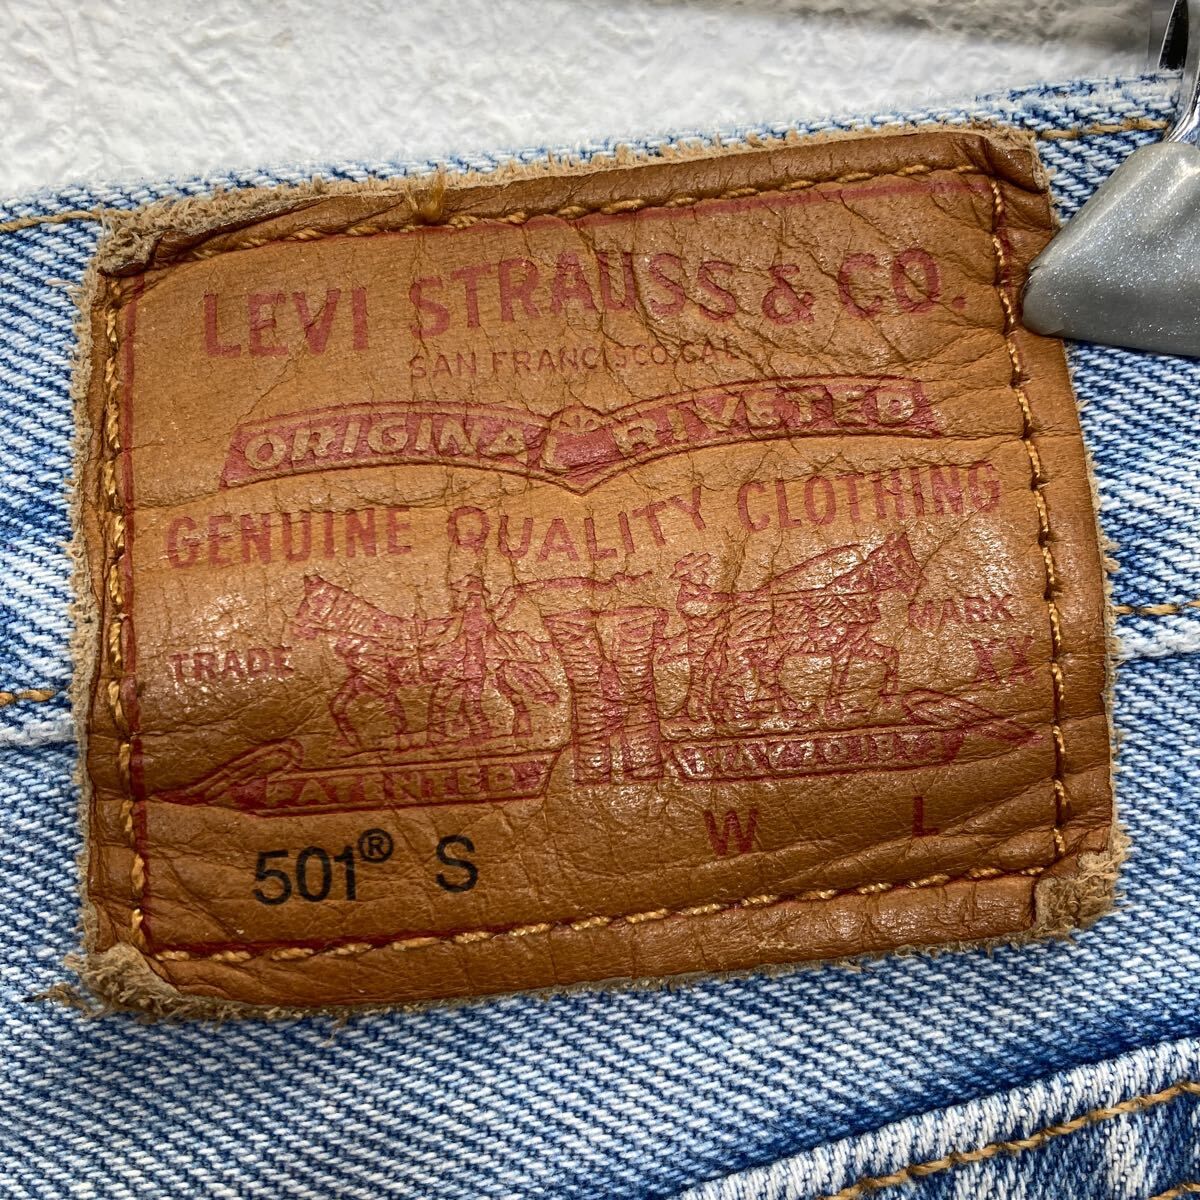 LEVI STRAUSS & CO.
SAN FRANCISCO, CAL
ORIGINAL RIVETED
GENUINE QUALITY CLOTHING
TRADE MARK
XX
PATENTED
501® S W L